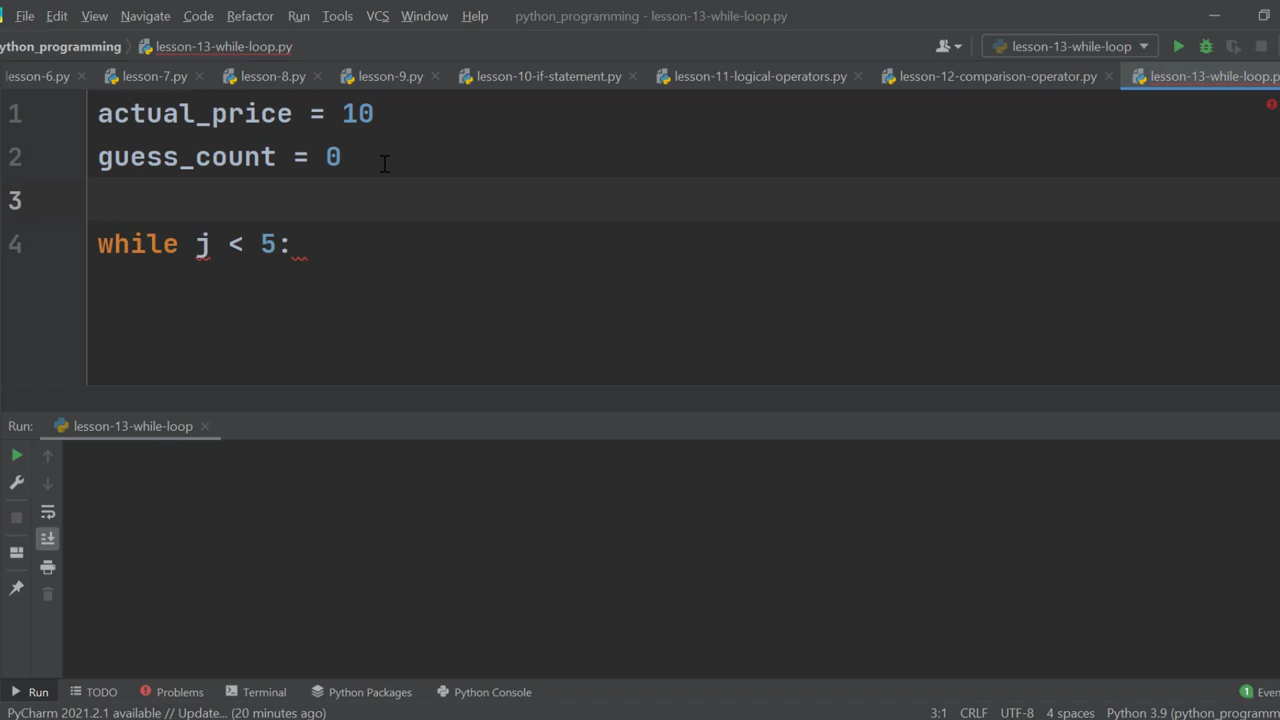 File Edit View Navigate Code Refactor Run Tools VCS Window Help python_programming - lesson-13-while-loop.py
ython_programming lesson-13-while-loop.py lesson-13-while-loop
lesson-6.py lesson-7.py lesson-8.py lesson-9.py lesson-10-if-statement.py lesson-11-logical-operators.py lesson-12-comparison-operator.py lesson-13-while-loop.p
1 actual_price = 10
2 guess_count = 0
3
4 while j < 5:
Run: lesson-13-while-loop
Run TODO Problems Terminal Python Packages Python Console 1 Even
PyCharm 2021.2.1 available // Update... (20 minutes ago) 3:1 CRLF UTF-8 4 spaces Python 3.9 (python_programm